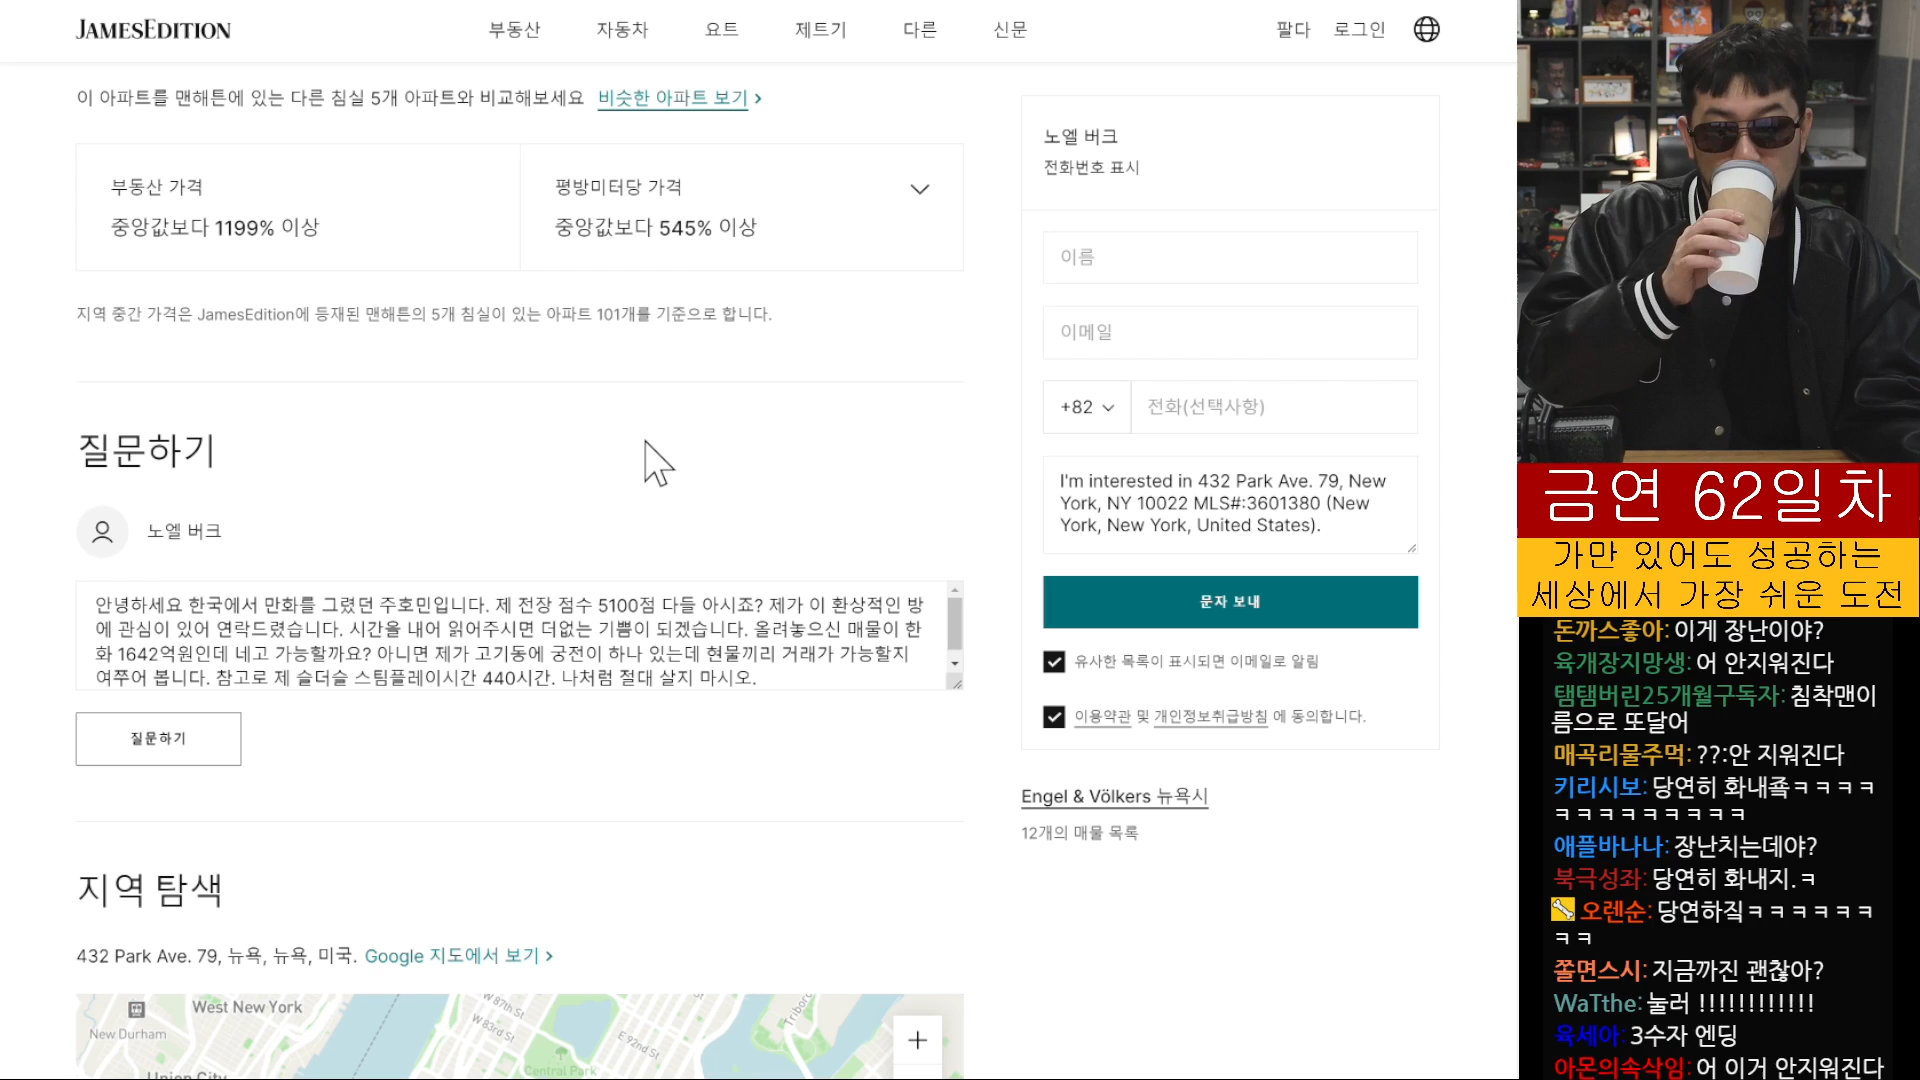 JAMESEDITION
부동산 자동차 요트 제트기 다른 신문 팔다 로그인
이 아파트를 맨해튼에 있는 다른 침실 5개 아파트와 비교해보세요 비슷한 아파트 보기 >
부동산 가격
중앙값보다 1199% 이상
평방미터당 가격
중앙값보다 545% 이상
지역 중간 가격은 JamesEdition에 등재된 맨해튼의 5개 침실이 있는 아파트 101개를 기준으로 합니다.
질문하기
노엘 버크
안녕하세요 한국에서 만화를 그렸던 주호민입니다. 제 전장 점수 5100점 다들 아시죠? 제가 이 환상적인 방
에 관심이 있어 연락드렸습니다. 시간을 내어 읽어주시면 더없는 기쁨이 되겠습니다. 올려놓으신 매물이 한
화 1642억원인데 네고 가능할까요? 아니면 제가 고기동에 궁전이 하나 있는데 현물끼리 거래가 가능할지
여쭈어 봅니다. 참고로 제 슬더슬 스팀플레이시간 440시간. 나처럼 절대 살지 마시오.
질문하기
지역 탐색
432 Park Ave. 79, 뉴욕, 뉴욕, 미국. Google 지도에서 보기 >
West New York
New Durham
Union City
W 87th St
W 83rd St
E 92nd St
Central Park
Tribor
+
노엘 버크
전화번호 표시
이름
이메일
+82 전화(선택사항)
I'm interested in 432 Park Ave. 79, New
York, NY 10022 MLS#:3601380 (New
York, New York, United States).
문자 보내
유사한 목록이 표시되면 이메일로 알림
이용약관 및 개인정보취급방침 에 동의합니다.
Engel & Völkers 뉴욕시
12개의 매물 목록
금연 62일차
가만 있어도 성공하는
세상에서 가장 쉬운 도전
돈까스좋아: 이게 장난이야?
육개장지망생: 어 안지워진다
탬탬버린25개월구독자: 침착맨이
름으로 또달어
매곡리물주먹: ??:안 지워진다
키리시보: 당연히 화내죸ㅋㅋㅋㅋ
ㅋㅋㅋㅋㅋㅋㅋㅋㅋ
애플바나나: 장난치는데야?
북극성좌: 당연히 화내지.ㅋ
오렌순: 당연하짘ㅋㅋㅋㅋㅋㅋ
ㅋㅋ
쫄면스시: 지금까진 괜찮아?
WaTthe: 눌러 !!!!!!!!!!!!
육세아: 3수자 엔딩
아몬의속삭임: 어 이거 안지워진다